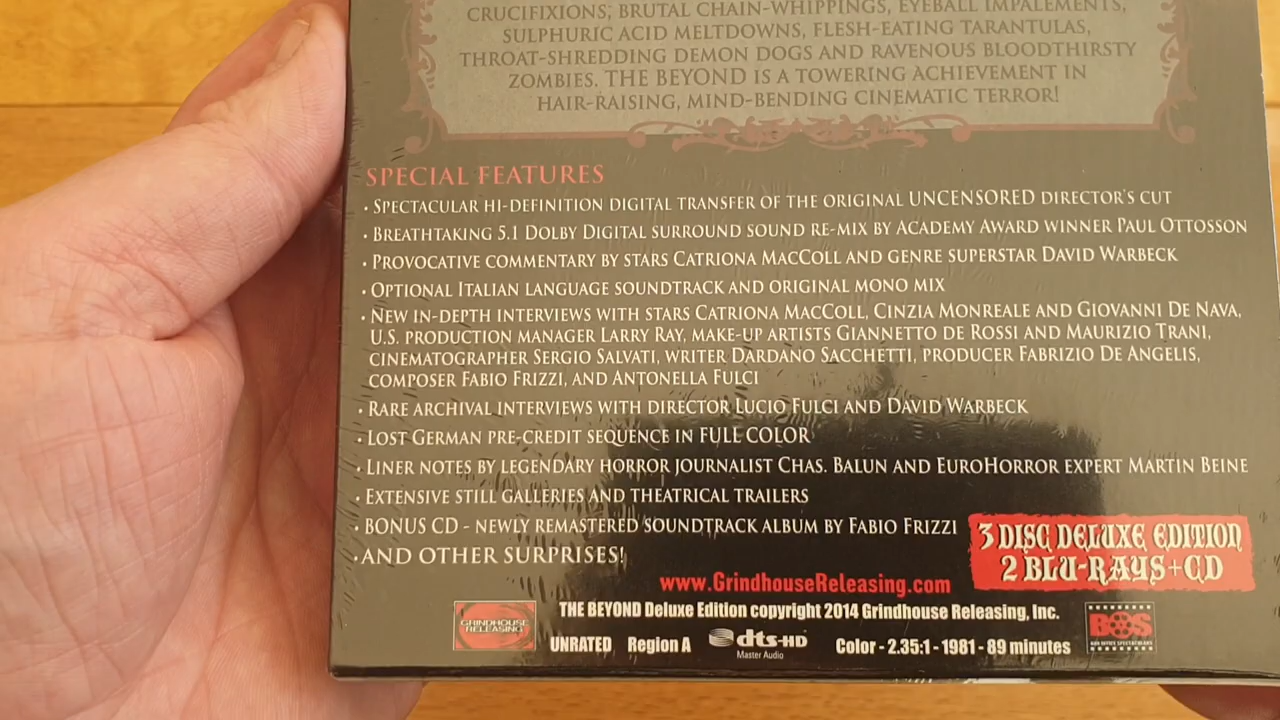 CRUCIFIXIONS, BRUTAL CHAIN-WHIPPINGS, EYEBALL IMPALEMENTS,
SULPHURIC ACID MELTDOWNS, FLESH-EATING TARANTULAS,
THROAT-SHREDDING DEMON DOGS AND RAVENOUS BLOODTHIRSTY
ZOMBIES. THE BEYOND IS A TOWERING ACHIEVEMENT IN
HAIR-RAISING, MIND-BENDING CINEMATIC TERROR!
SPECIAL FEATURES
• SPECTACULAR HI-DEFINITION DIGITAL TRANSFER OF THE ORIGINAL UNCENSORED DIRECTOR'S CUT
• BREATHTAKING 5.1 DOLBY DIGITAL SURROUND SOUND RE-MIX BY ACADEMY AWARD WINNER PAUL OTTOSSON
• PROVOCATIVE COMMENTARY BY STARS CATRIONA MACCOLL AND GENRE SUPERSTAR DAVID WARBECK
• OPTIONAL ITALIAN LANGUAGE SOUNDTRACK AND ORIGINAL MONO MIX
• NEW IN-DEPTH INTERVIEWS WITH STARS CATRIONA MACCOLL, CINZIA MONREALE AND GIOVANNI DE NAVA,
U.S. PRODUCTION MANAGER LARRY RAY, MAKE-UP ARTISTS GIANNETTO DE ROSSI AND MAURIZIO TRANI,
CINEMATOGRAPHER SERGIO SALVATI, WRITER DARDANO SACCHETTI, PRODUCER FABRIZIO DE ANGELIS,
COMPOSER FABIO FRIZZI, AND ANTONELLA FULCI
• RARE ARCHIVAL INTERVIEWS WITH DIRECTOR LUCIO FULCI AND DAVID WARBECK
• LOST GERMAN PRE-CREDIT SEQUENCE IN FULL COLOR
• LINER NOTES BY LEGENDARY HORROR JOURNALIST CHAS. BALUN AND EUROHORROR EXPERT MARTIN BEINE
• EXTENSIVE STILL GALLERIES AND THEATRICAL TRAILERS
• BONUS CD - NEWLY REMASTERED SOUNDTRACK ALBUM BY FABIO FRIZZI
• AND OTHER SURPRISES!
3 DISC DELUXE EDITION
2 BLU-RAYS+CD
www.GrindhouseReleasing.com
THE BEYOND Deluxe Edition copyright 2014 Grindhouse Releasing, Inc.
GRINDHOUSE
RELEASING
UNRATED Region A dts-HD Color - 2.35:1 - 1981 - 89 minutes
Master Audio
BOS
BOX OFFICE SPECTACULARS